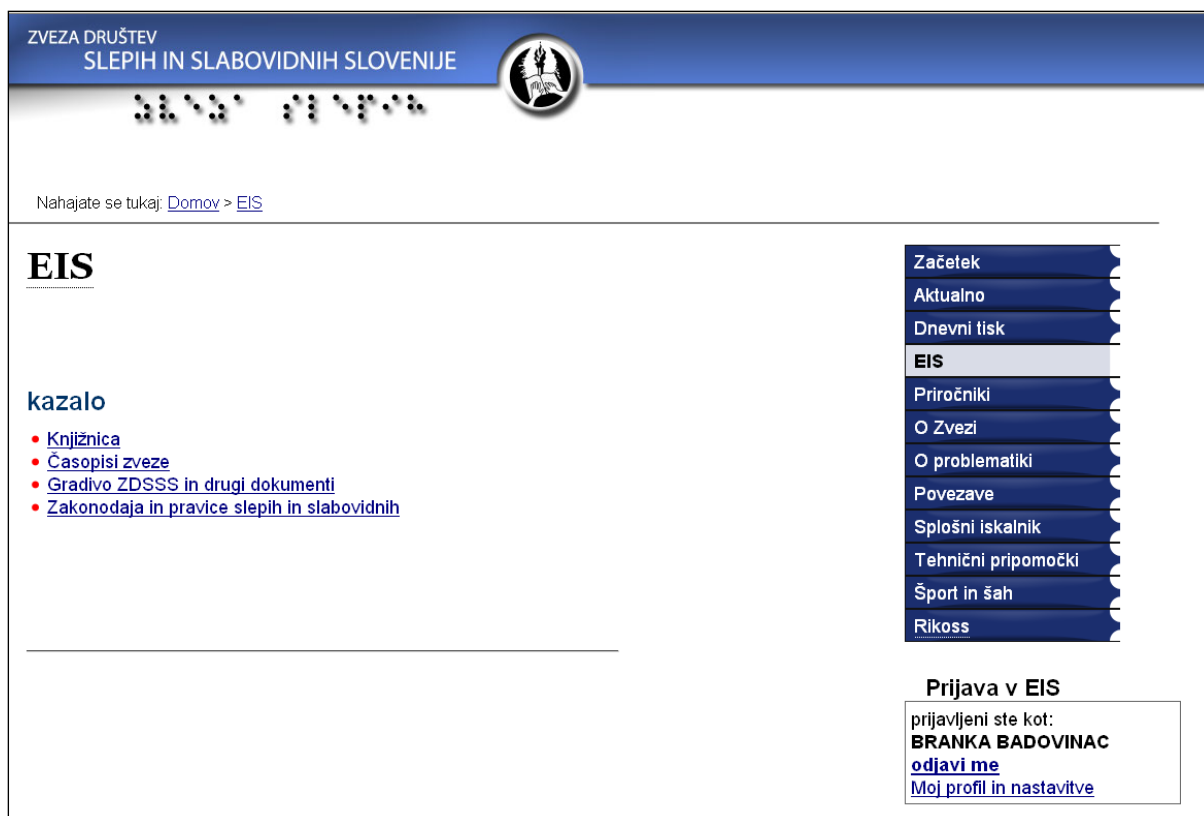 ZVEZA DRUŠTEV
SLEPIH IN SLABOVIDNIH SLOVENIJE
Nahajate se tukaj: Domov > EIS
EIS
kazalo
Knjižnica
Časopisi zveze
Gradivo ZDSSS in drugi dokumenti
Zakonodaja in pravice slepih in slabovidnih
Začetek
Aktualno
Dnevni tisk
EIS
Priročniki
O Zvezi
O problematiki
Povezave
Splošni iskalnik
Tehnični pripomočki
Šport in šah
Rikoss
Prijava v EIS
prijavljeni ste kot:
BRANKA BADOVINAC
odjavi me
Moj profil in nastavitve